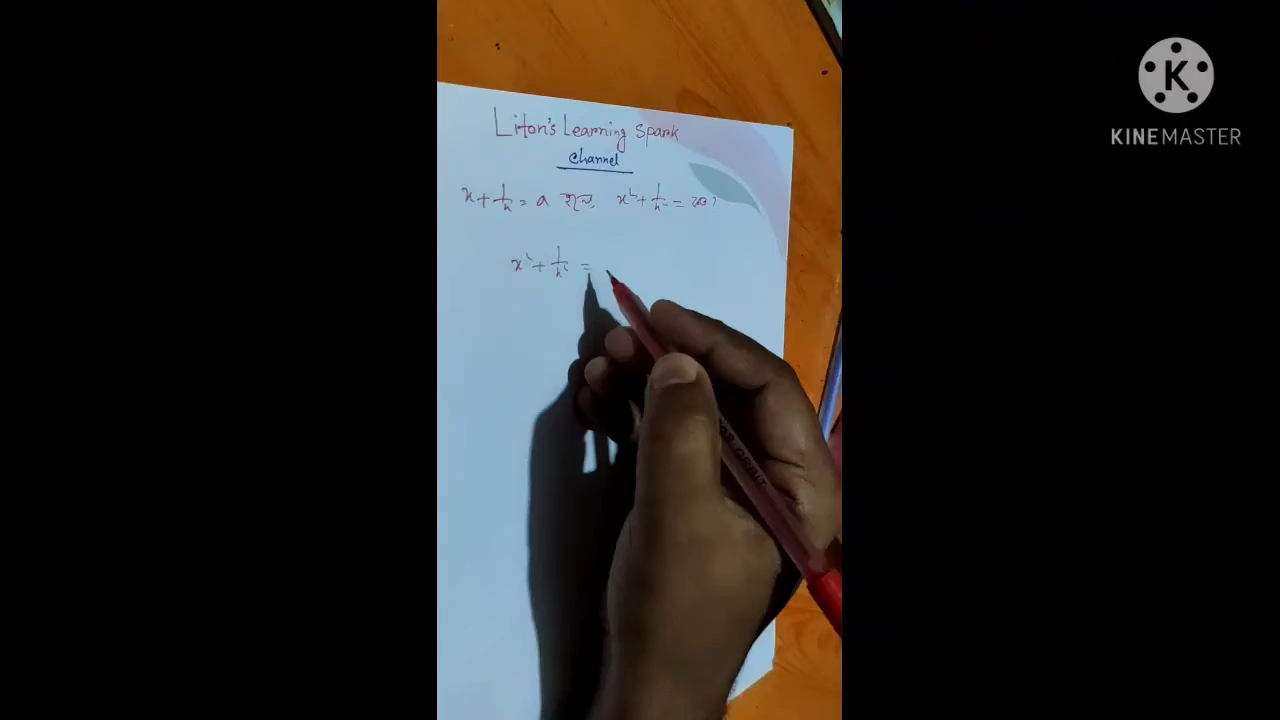 Liton's Learning Spark
Channel
x + 1/x = a হলে, x² + 1/x² = কত?
x² + 1/x² =
KINEMASTER